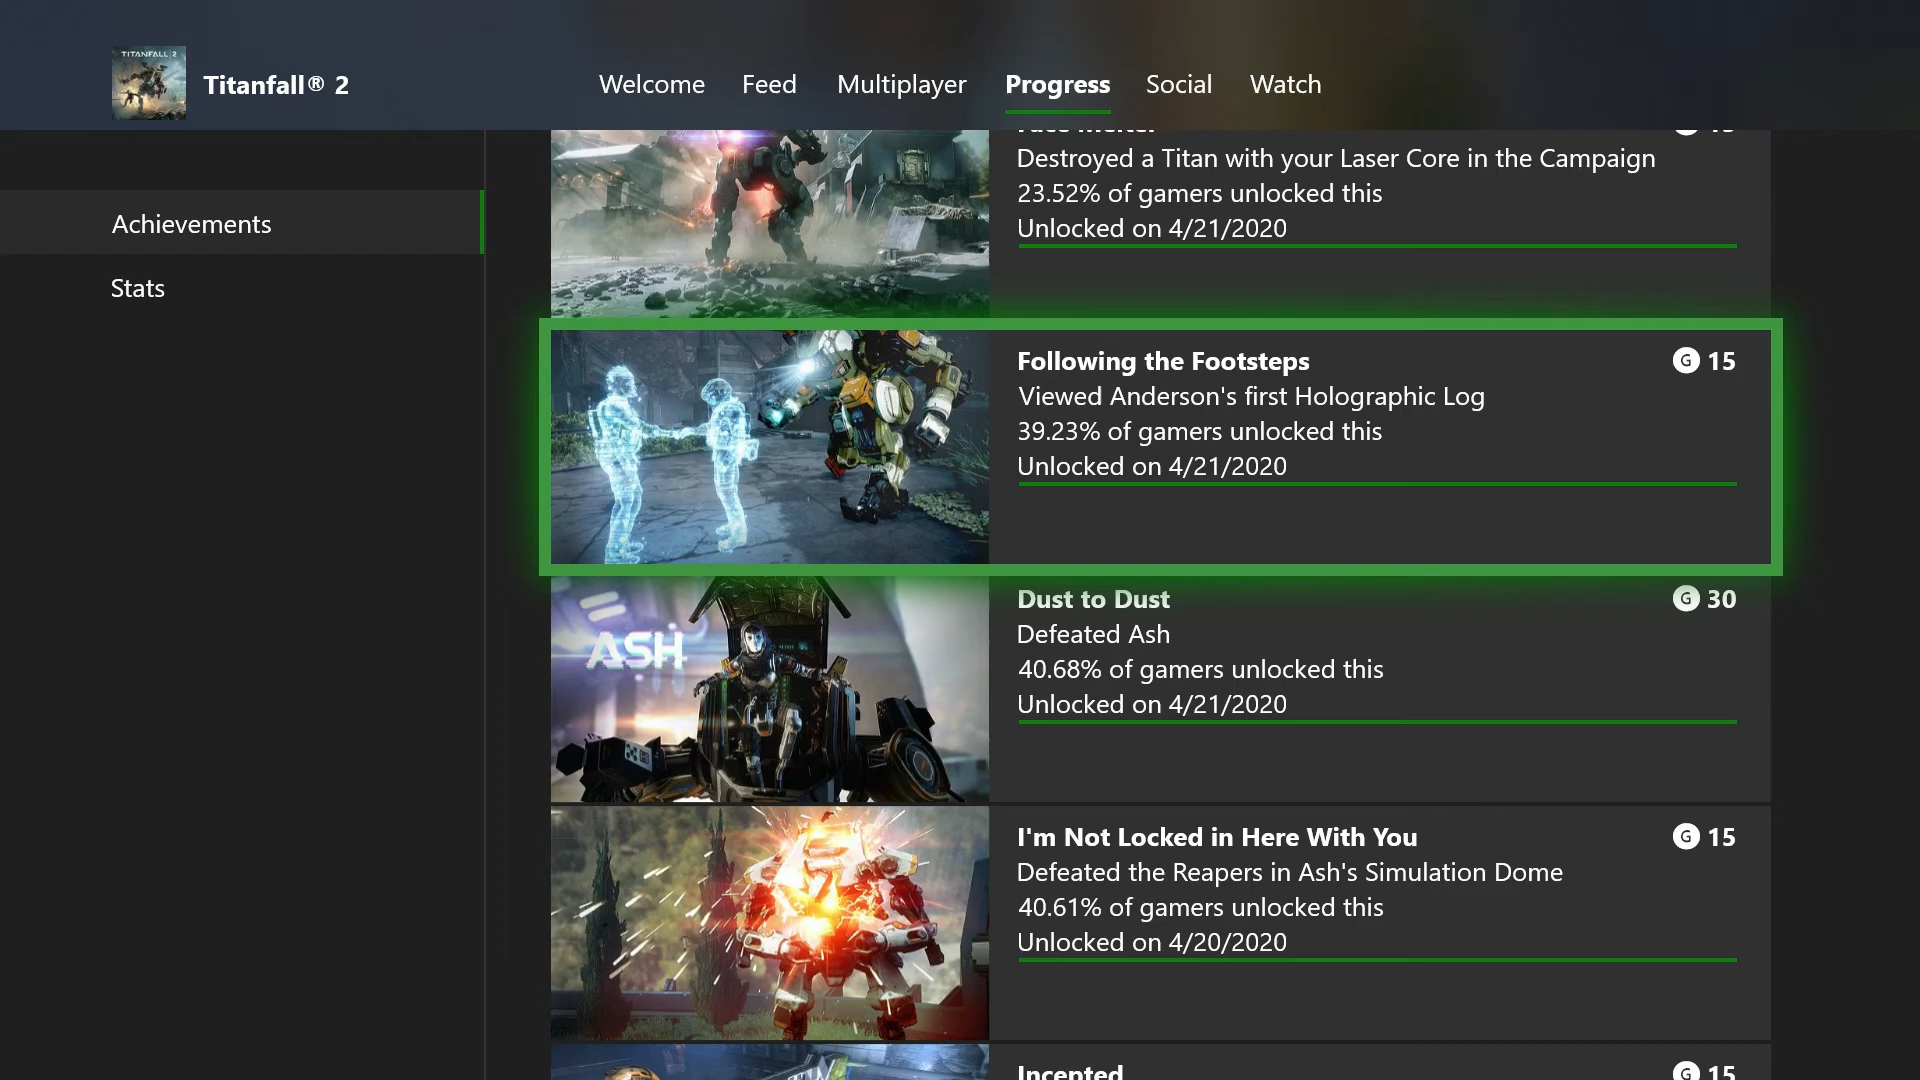 TITANFALL 2
Titanfall® 2
Welcome
Feed
Multiplayer
Progress
Social
Watch
Achievements
Stats
Destroyed a Titan with your Laser Core in the Campaign
23.52% of gamers unlocked this
Unlocked on 4/21/2020
Following the Footsteps
G 15
Viewed Anderson's first Holographic Log
39.23% of gamers unlocked this
Unlocked on 4/21/2020
ASH
Dust to Dust
G 30
Defeated Ash
40.68% of gamers unlocked this
Unlocked on 4/21/2020
I'm Not Locked in Here With You
G 15
Defeated the Reapers in Ash's Simulation Dome
40.61% of gamers unlocked this
Unlocked on 4/20/2020
Incepted
G 15